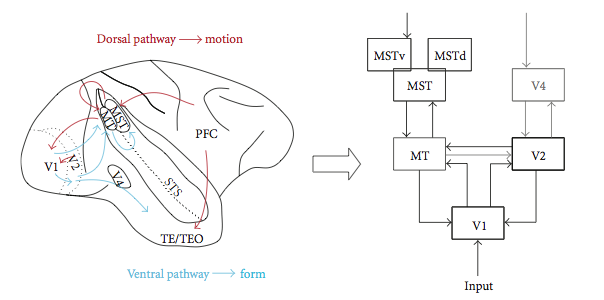 Dorsal pathway → motion
MST
MT
PFC
V1
V2
V4
STS
TE/TEO
Ventral pathway → form
MSTv
MSTd
MST
V4
MT
V2
V1
Input